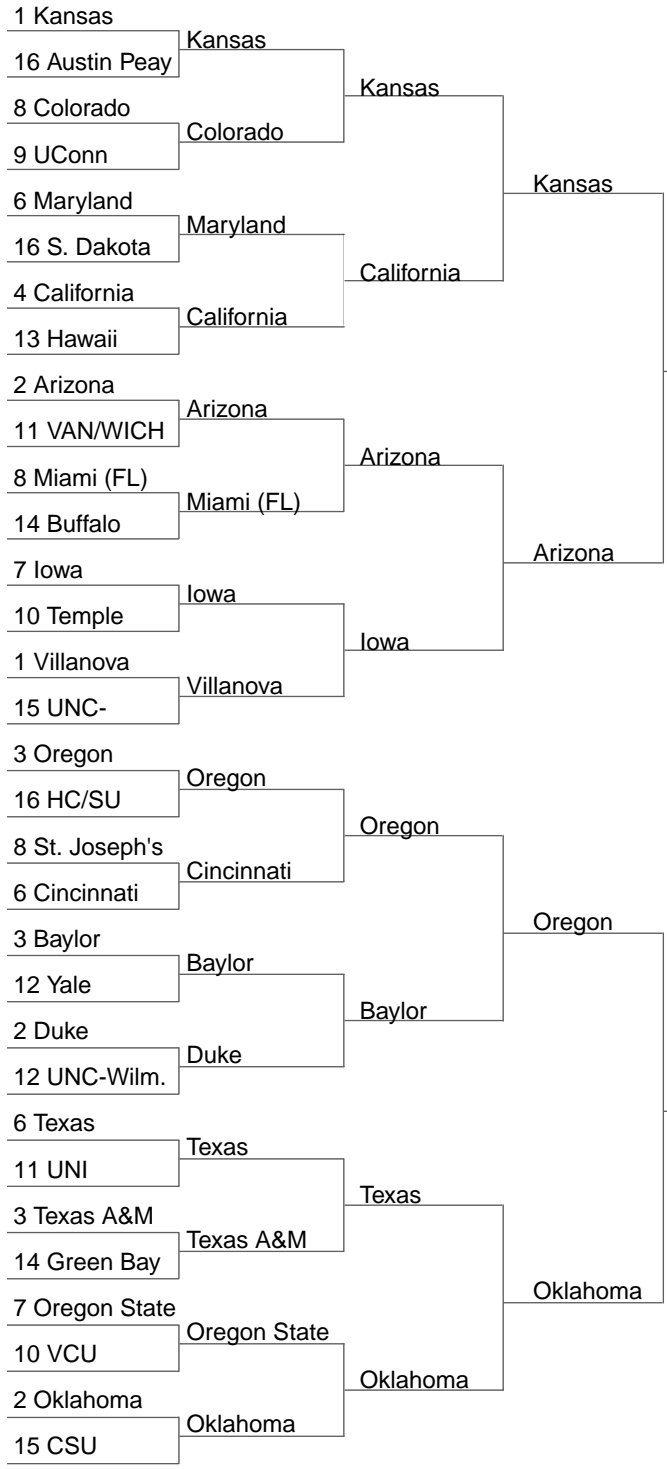 1 Kansas
16 Austin Peay
8 Colorado
9 UConn
6 Maryland
16 S. Dakota
4 California
13 Hawaii
2 Arizona
11 VAN/WICH
8 Miami (FL)
14 Buffalo
7 Iowa
10 Temple
1 Villanova
15 UNC-
3 Oregon
16 HC/SU
8 St. Joseph's
6 Cincinnati
3 Baylor
12 Yale
2 Duke
12 UNC-Wilm.
6 Texas
11 UNI
3 Texas A&M
14 Green Bay
7 Oregon State
10 VCU
2 Oklahoma
15 CSU
Kansas
Colorado
Maryland
California
Arizona
Miami (FL)
Iowa
Villanova
Oregon
Cincinnati
Baylor
Duke
Texas
Texas A&M
Oregon State
Oklahoma
Kansas
California
Arizona
Iowa
Oregon
Baylor
Texas
Oklahoma
Kansas
Arizona
Oregon
Oklahoma